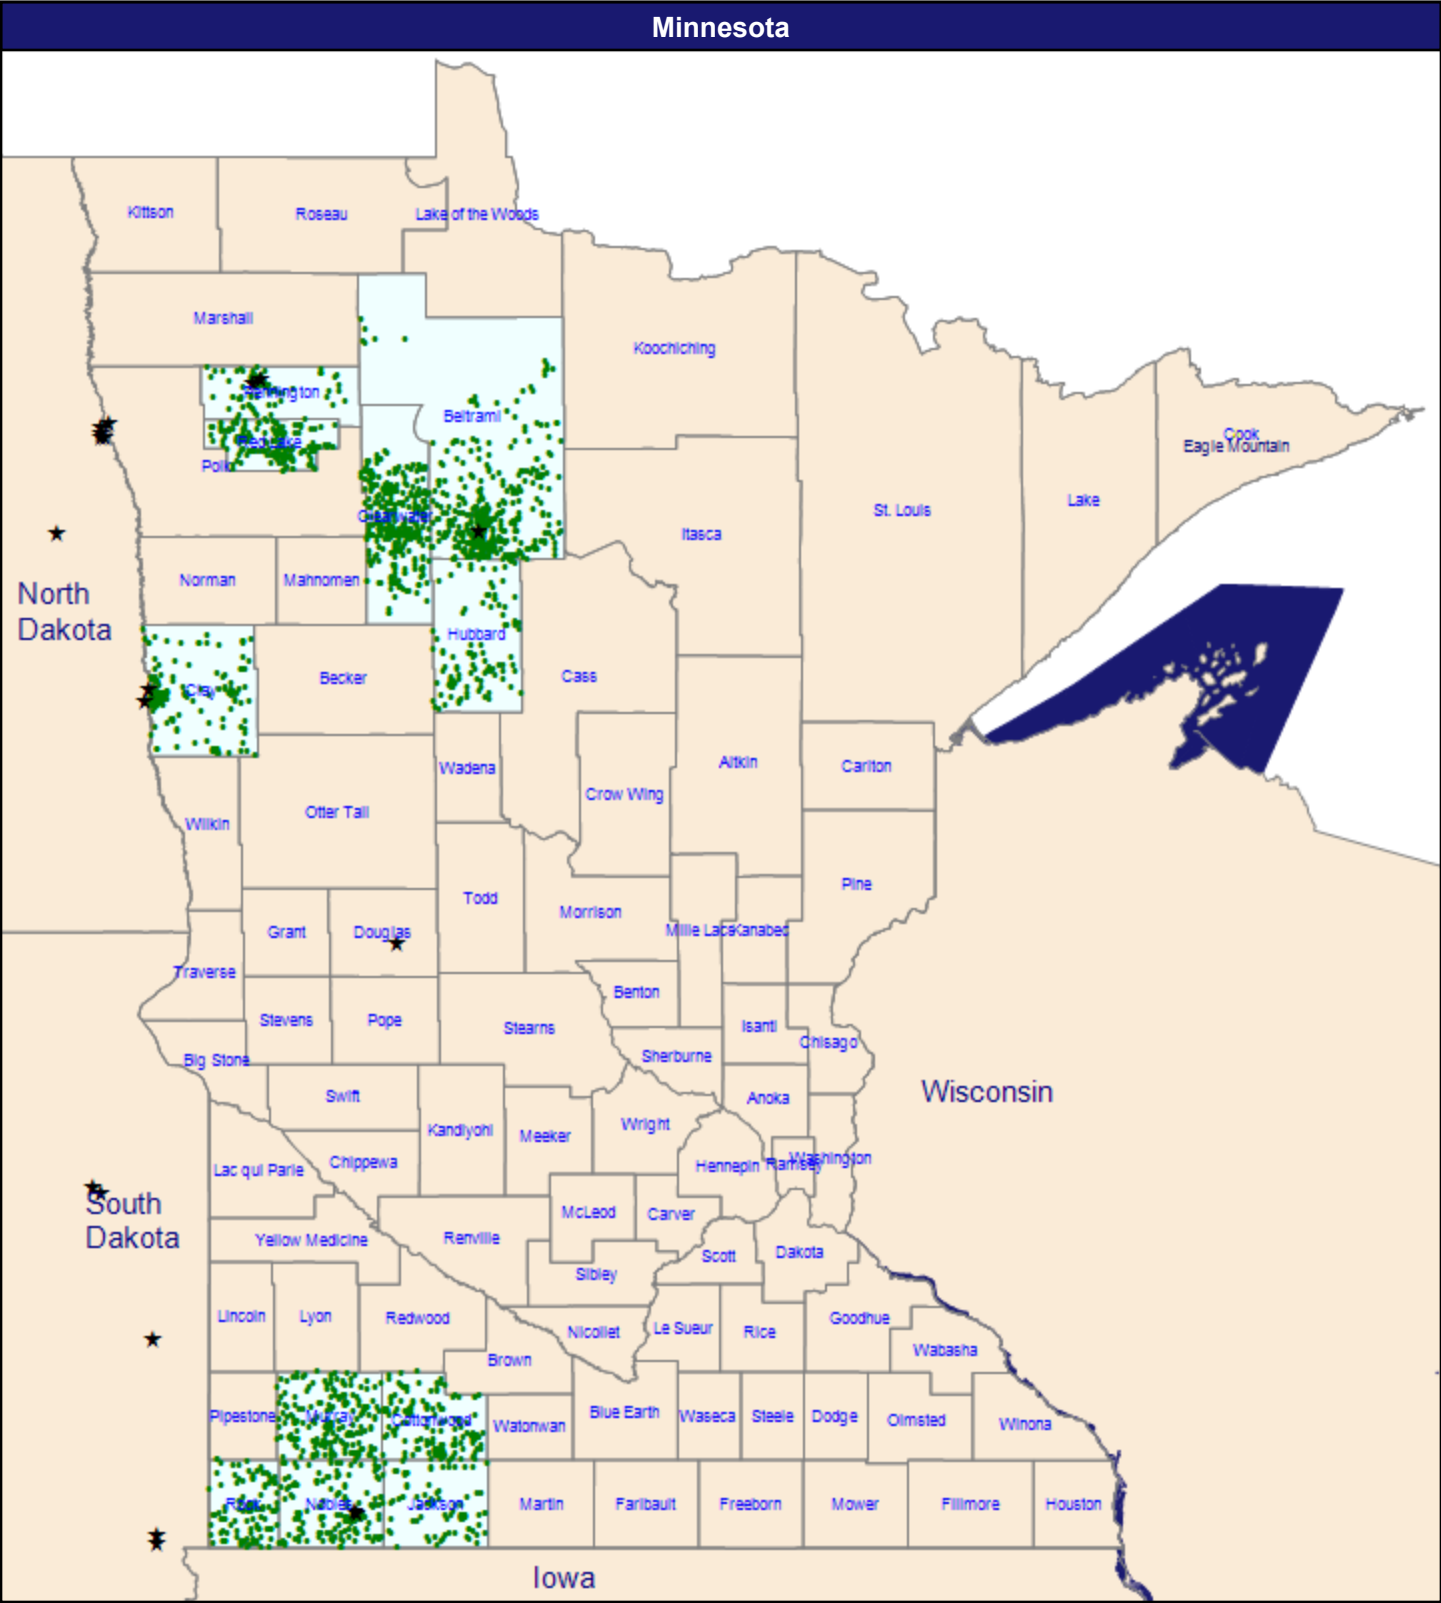 Minnesota
Kittson
Roseau
Lake of the Woods
Marshall
Koochiching
Pennington
Beltrami
Red Lake
Polk
Cook
Eagle Mountain
Lake
St. Louis
Clearwater
Itasca
North
Dakota
Norman
Mahnomen
Hubbard
Clay
Becker
Cass
Wadena
Aitkin
Carlton
Crow Wing
Otter Tail
Wilkin
Pine
Todd
Morrison
Grant
Douglas
Mille Lacs
Kanabec
Traverse
Benton
Stevens
Pope
Stearns
Isanti
Chisago
Big Stone
Sherburne
Swift
Anoka
Wisconsin
Kandiyohi
Meeker
Wright
Lac qui Parle
Chippewa
Hennepin
Ramsey
Washington
South
Dakota
McLeod
Carver
Yellow Medicine
Renville
Scott
Dakota
Sibley
Lincoln
Lyon
Redwood
Nicollet
Le Sueur
Rice
Goodhue
Brown
Wabasha
Pipestone
Murray
Cottonwood
Watonwan
Blue Earth
Waseca
Steele
Dodge
Olmsted
Winona
Rock
Nobles
Jackson
Martin
Faribault
Freeborn
Mower
Fillmore
Houston
Iowa